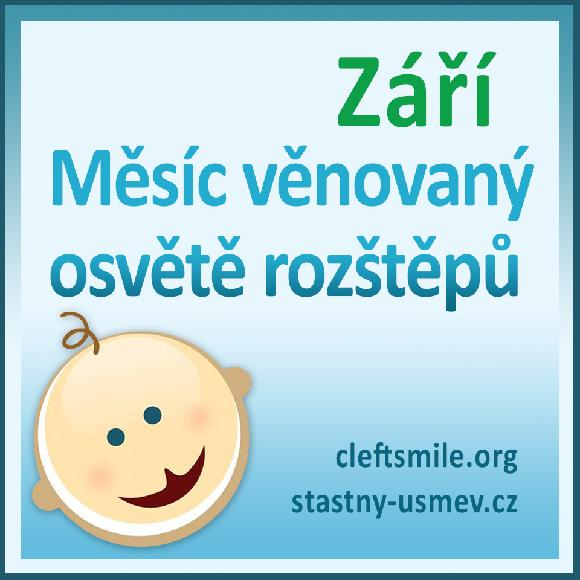 Září
Měsíc věnovaný
osvětě rozštěpů
cleftsmile.org
stastny-usmev.cz